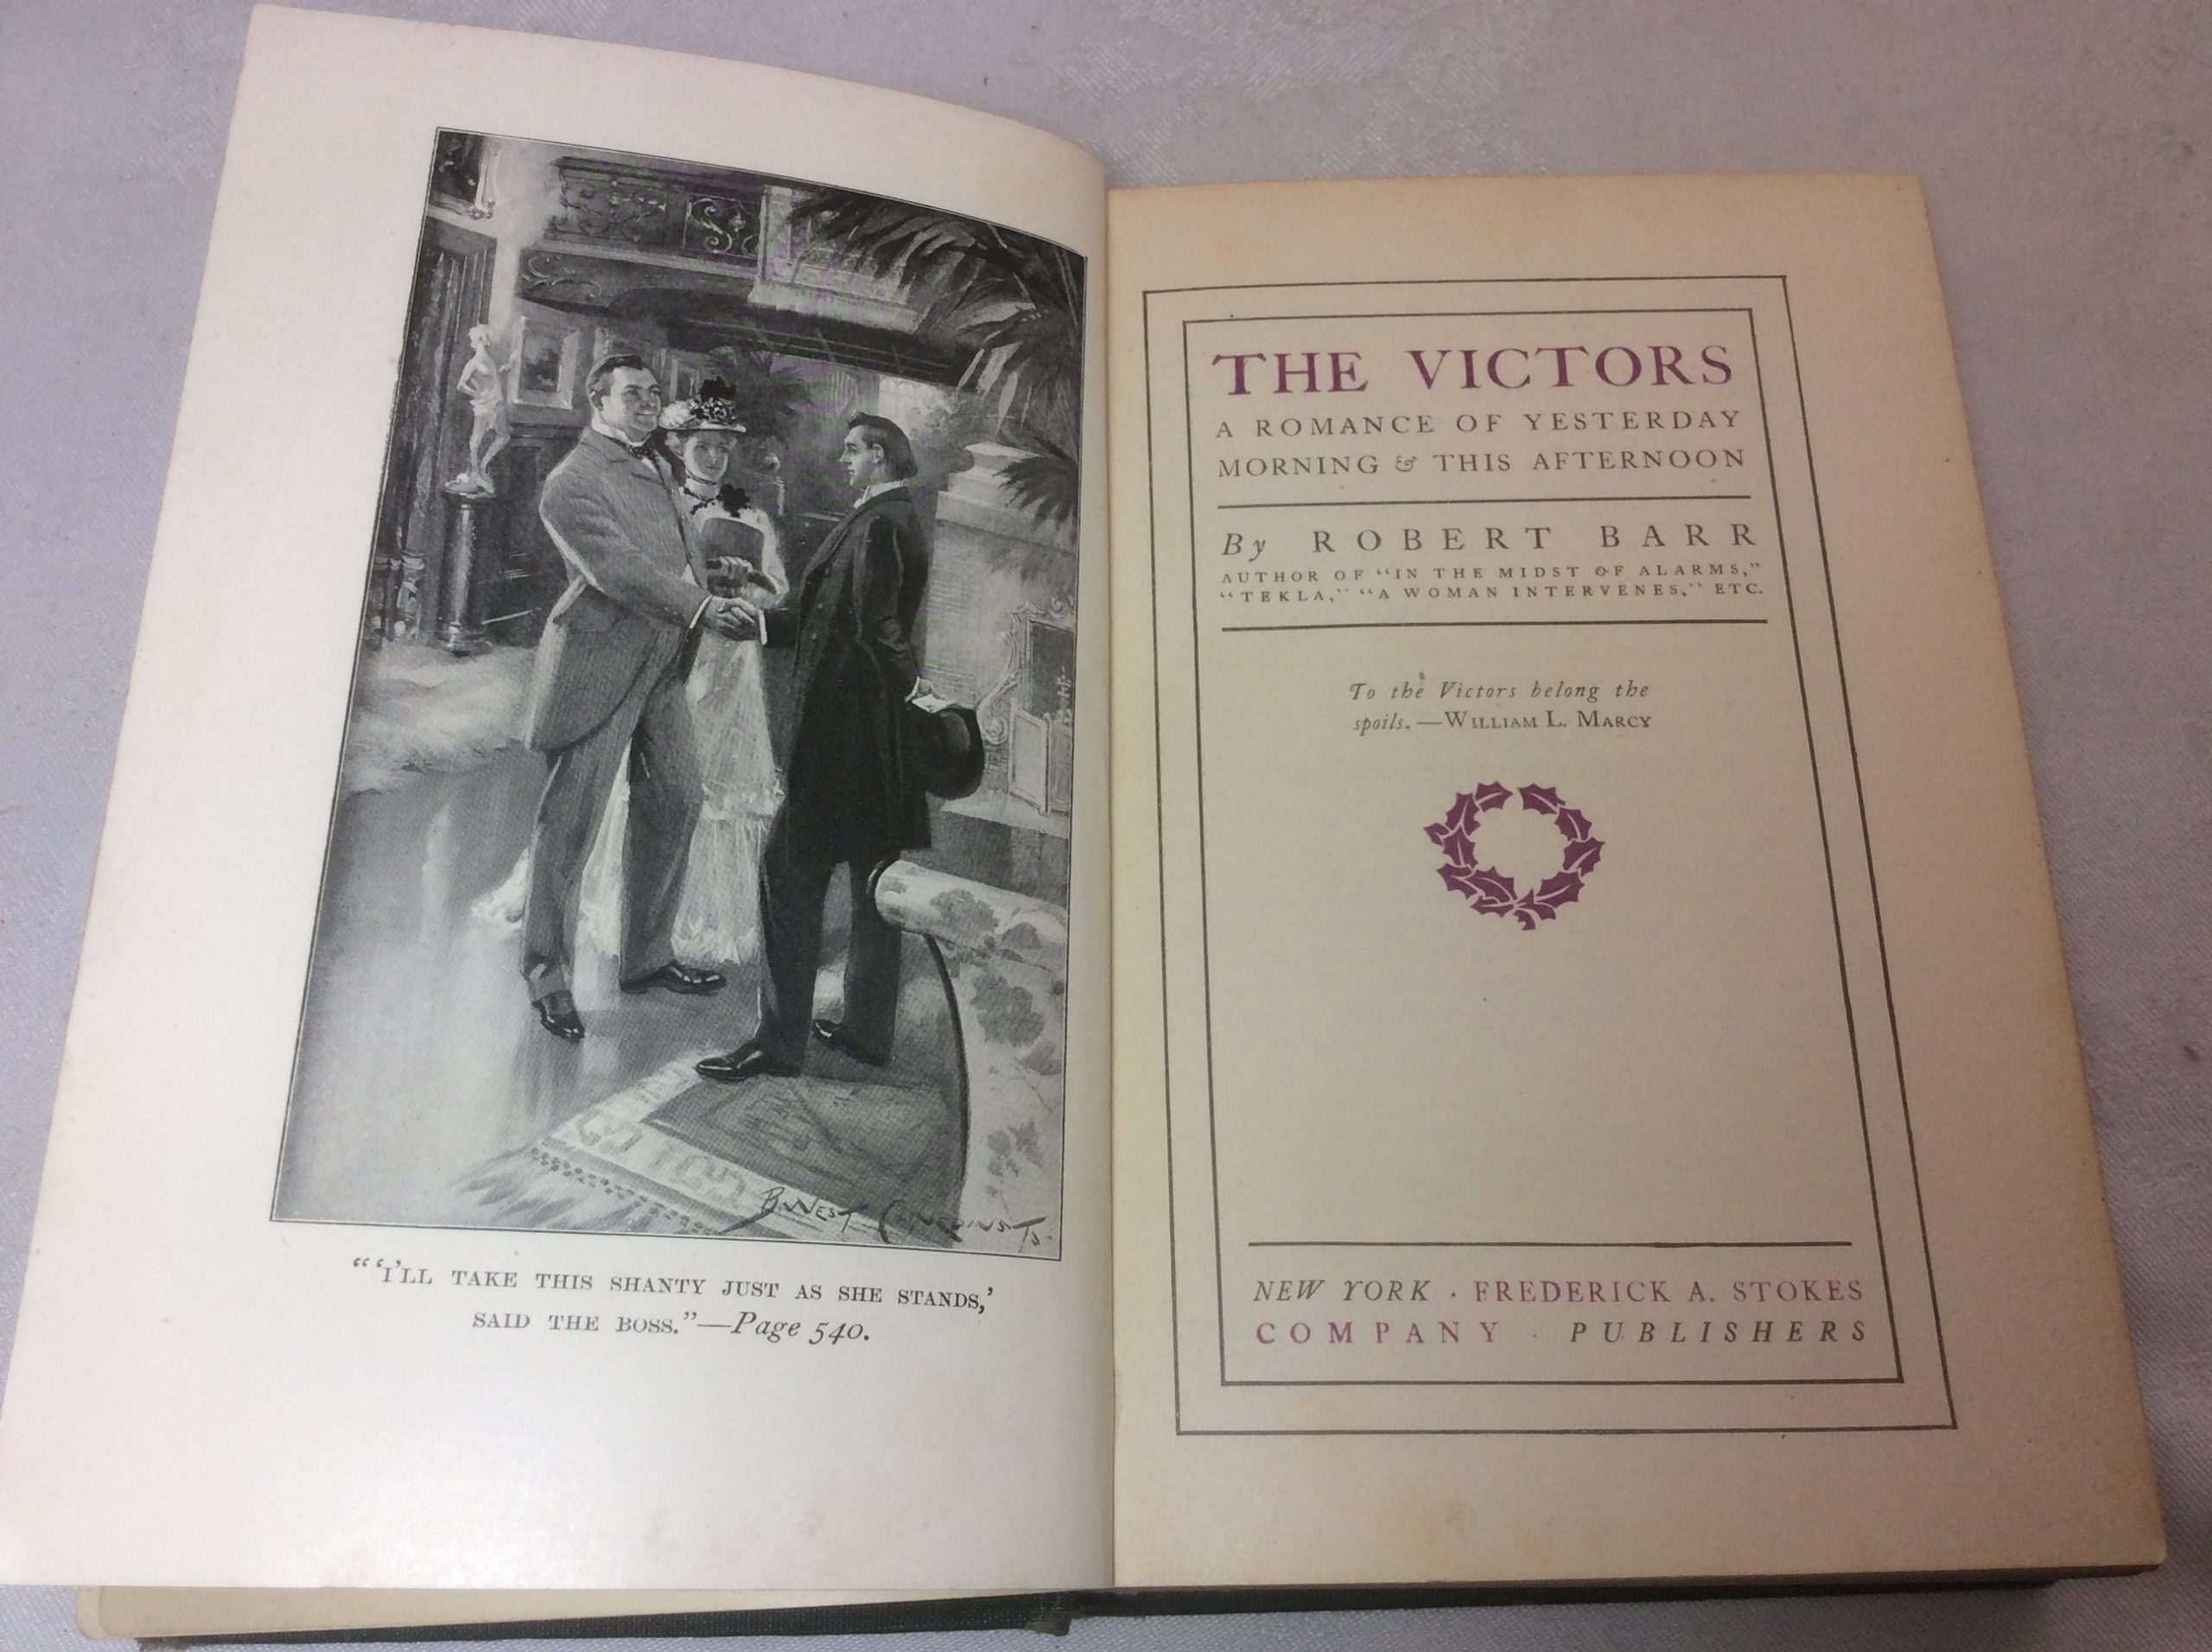 B. WEST CLINEDINST
“‘I’LL TAKE THIS SHANTY JUST AS SHE STANDS,’
SAID THE BOSS.”—Page 540.
THE VICTORS
A ROMANCE OF YESTERDAY
MORNING & THIS AFTERNOON
By ROBERT BARR
AUTHOR OF “IN THE MIDST OF ALARMS,”
“TEKLA,” “A WOMAN INTERVENES,” ETC.
To the Victors belong the
spoils.—WILLIAM L. MARCY
NEW YORK · FREDERICK A. STOKES
COMPANY · PUBLISHERS